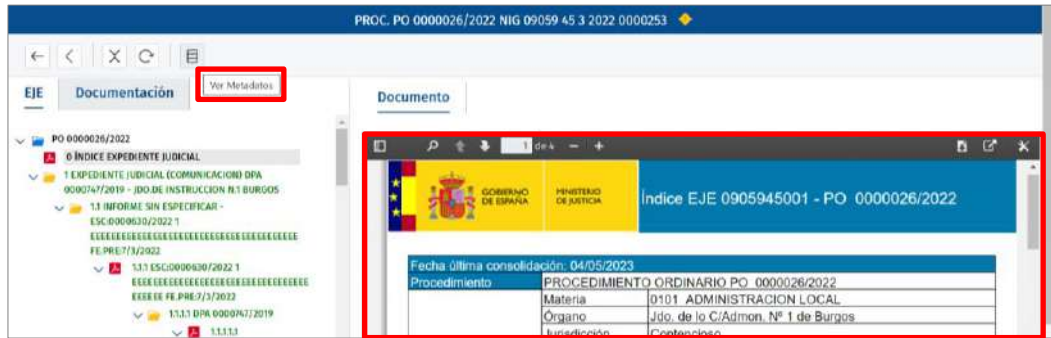 PROC. PO 0000026/2022 NIG 09059 45 3 2022 0000253
Ver Metadatos
EJE Documentación
Documento
PO 0000026/2022
0 ÍNDICE EXPEDIENTE JUDICIAL
1 EXPEDIENTE JUDICIAL (COMUNICACION) DPA
0000747/2019 - JDO.DE INSTRUCCION N.1 BURGOS
1.1 INFORME SIN ESPECIFICAR -
ESC:0000630/2022 1
FE.PRE:7/3/2022
1.1.1 ESC:0000630/2022 1
EEEE EE FE.PRE:7/3/2022
1.1.1.1 DPA 0000747/2019
1.1.1.1.1
1 de 4
GOBIERNO
DE ESPAÑA
MINISTERIO
DE JUSTICIA
Índice EJE 0905945001 - PO 0000026/2022
Fecha última consolidación: 04/05/2023
Procedimiento PROCEDIMIENTO ORDINARIO PO 0000026/2022
Materia 0101 ADMINISTRACION LOCAL
Órgano Jdo. de lo C/Admon. Nº 1 de Burgos
Jurisdicción Contencioso